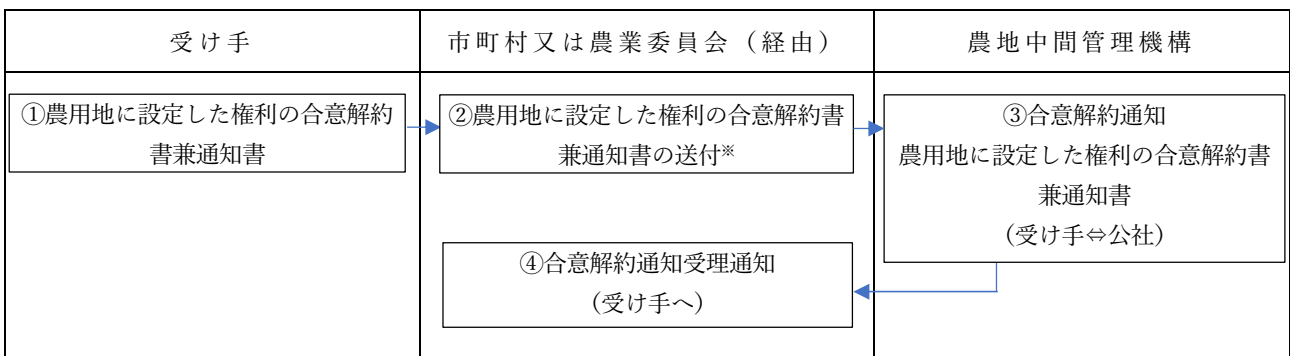 受け手
市町村又は農業委員会（経由）
農地中間管理機構
①農用地に設定した権利の合意解約
書兼通知書
②農用地に設定した権利の合意解約書
兼通知書の送付※
③合意解約通知
農用地に設定した権利の合意解約書
兼通知書
(受け手⇔公社)
④合意解約通知受理通知
(受け手へ)